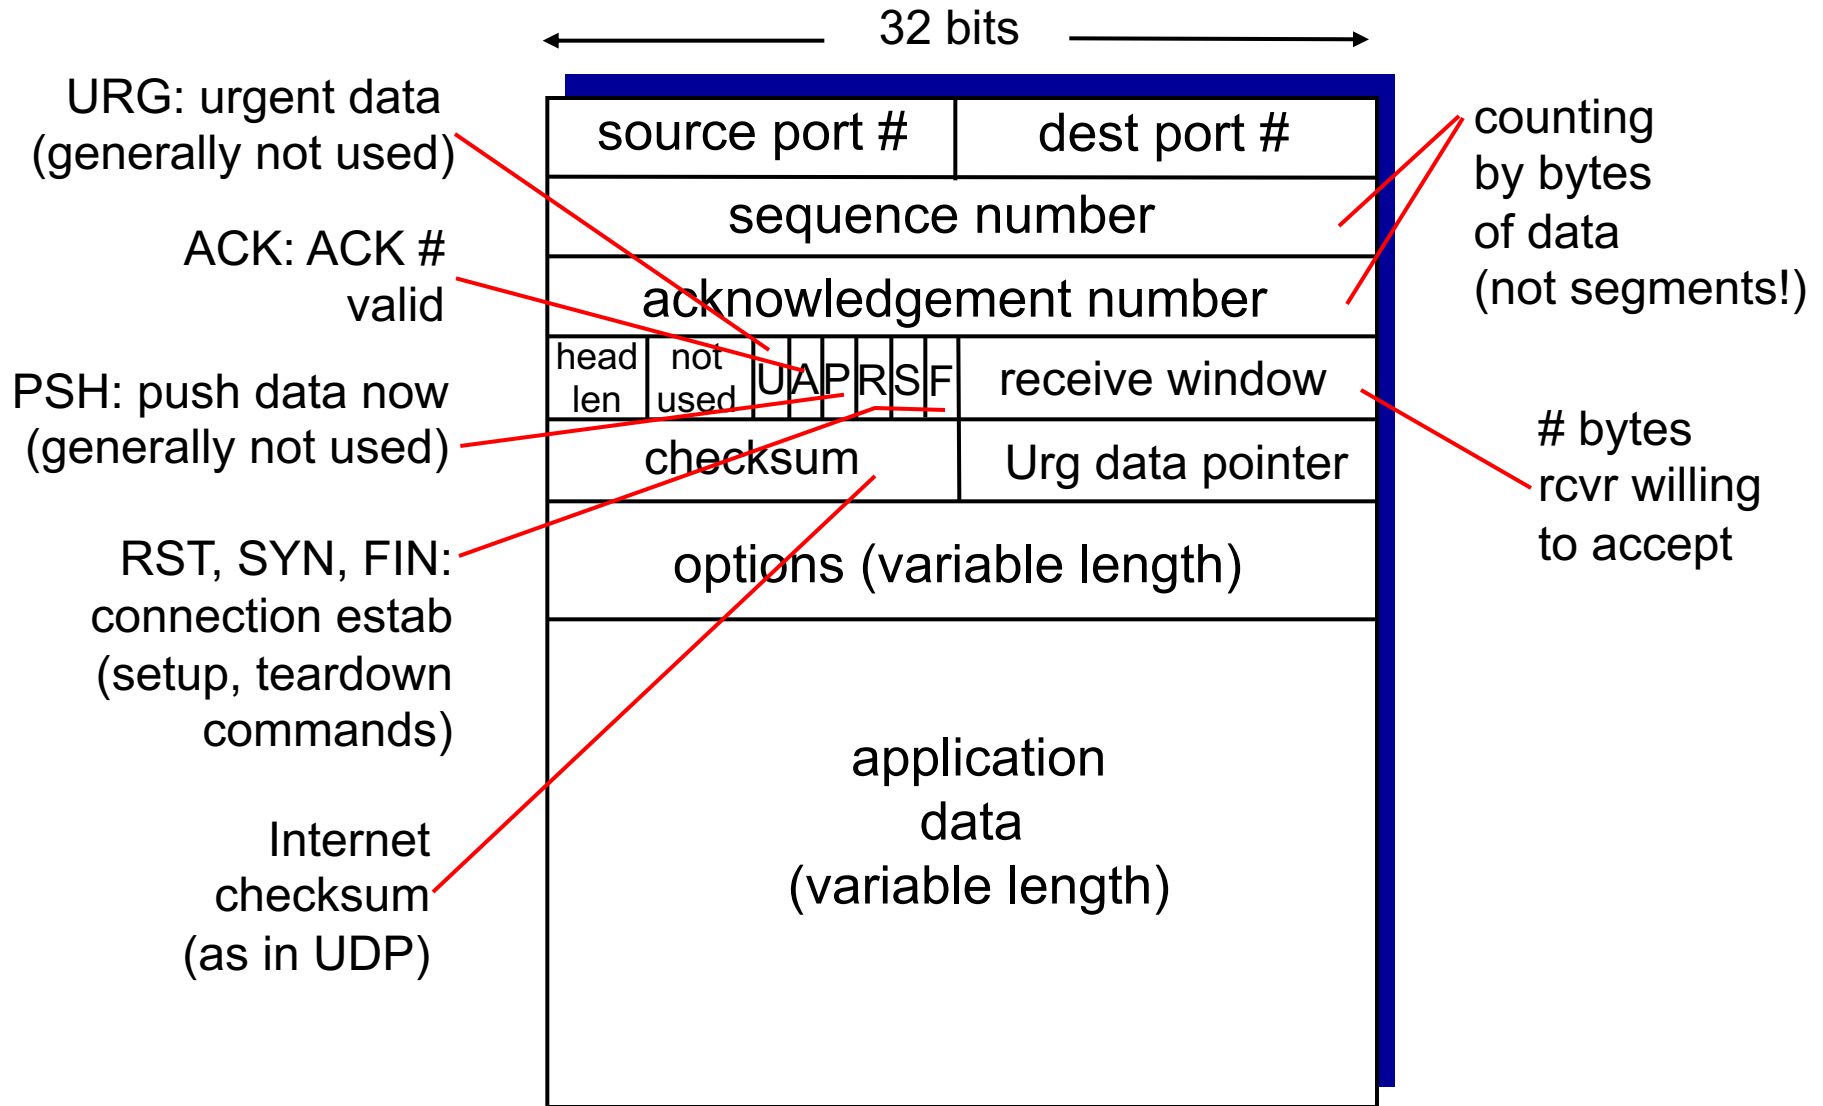 32 bits
URG: urgent data
(generally not used)
ACK: ACK #
valid
PSH: push data now
(generally not used)
RST, SYN, FIN:
connection estab
(setup, teardown
commands)
Internet
checksum
(as in UDP)
source port #
dest port #
sequence number
acknowledgement number
head
len
not
used
U
A
P
R
S
F
receive window
checksum
Urg data pointer
options (variable length)
application
data
(variable length)
counting
by bytes
of data
(not segments!)
# bytes
rcvr willing
to accept